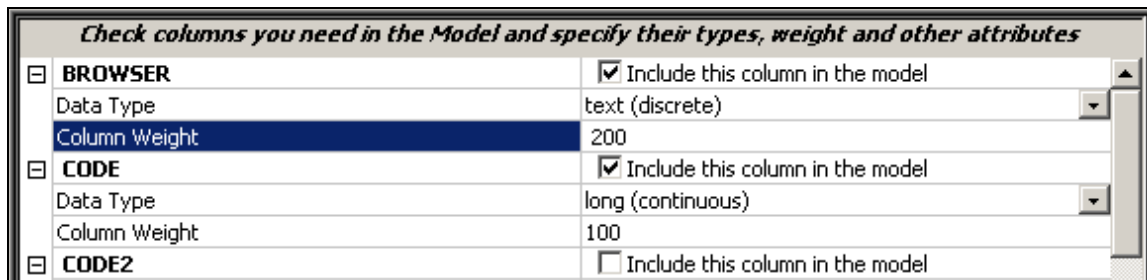 Check columns you need in the Model and specify their types, weight and other attributes
BROWSER Include this column in the model
Data Type text (discrete)
Column Weight 200
CODE Include this column in the model
Data Type long (continuous)
Column Weight 100
CODE2 Include this column in the model